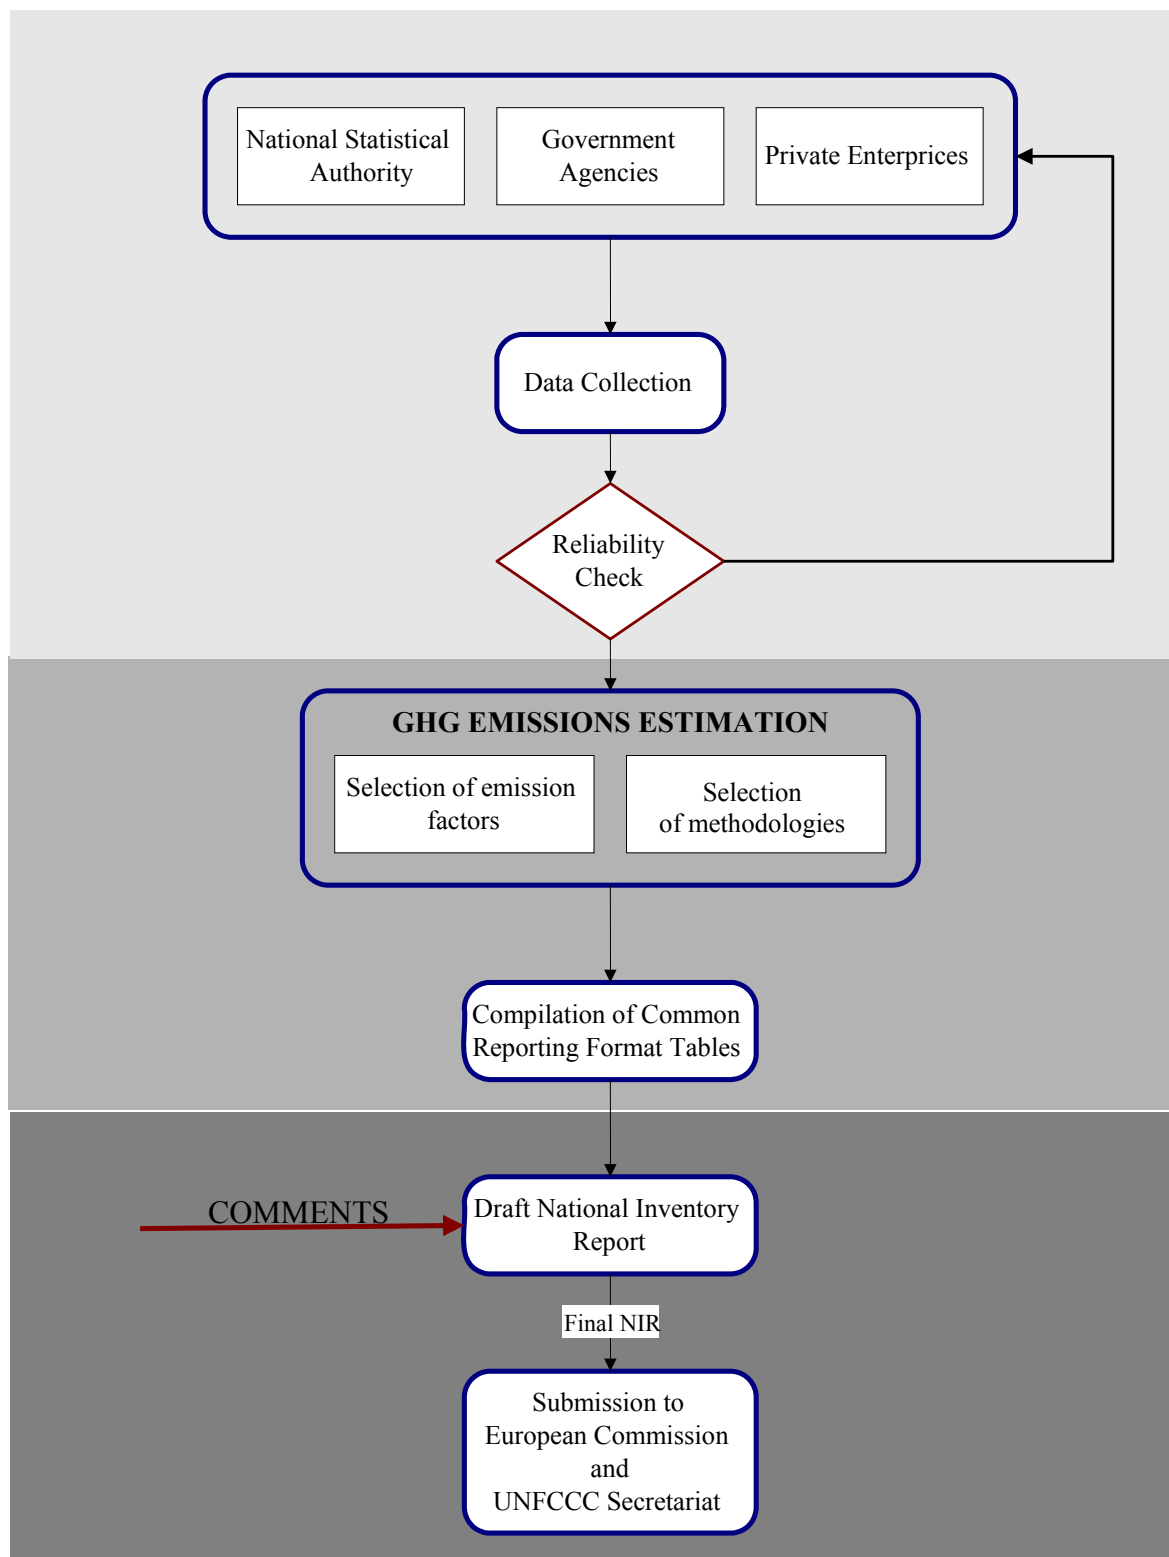 National Statistical
Authority
Government
Agencies
Private Enterprices
Data Collection
Reliability
Check
GHG EMISSIONS ESTIMATION
Selection of emission
factors
Selection
of methodologies
Compilation of Common
Reporting Format Tables
COMMENTS
Draft National Inventory
Report
Final NIR
Submission to
European Commission
and
UNFCCC Secretariat